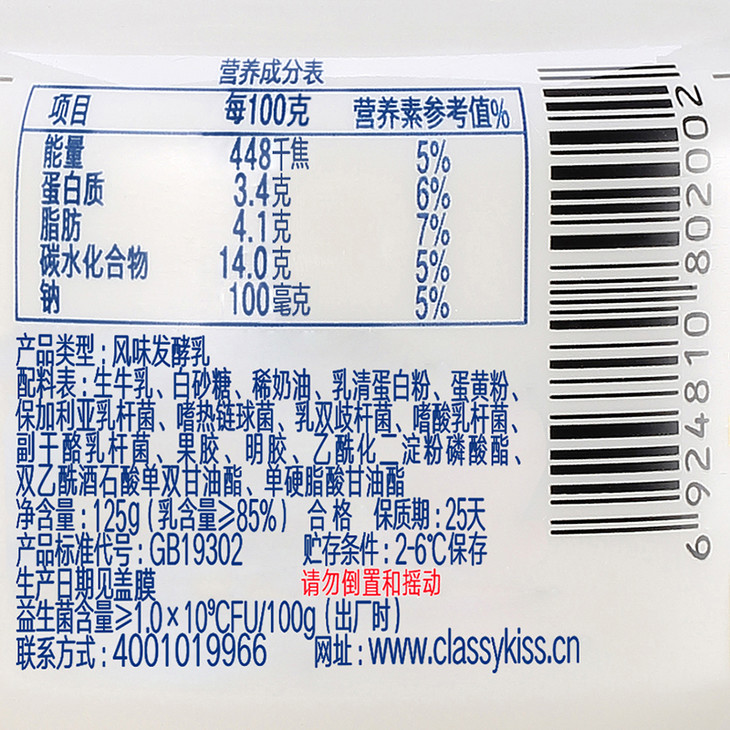 营养成分表
项目 每100克 营养素参考值%
能量 448千焦 5%
蛋白质 3.4克 6%
脂肪 4.1克 7%
碳水化合物 14.0克 5%
钠 100毫克 5%
产品类型:风味发酵乳
配料表:生牛乳、白砂糖、稀奶油、乳清蛋白粉、蛋黄粉、
保加利亚乳杆菌、嗜热链球菌、乳双歧杆菌、嗜酸乳杆菌、
副干酪乳杆菌、果胶、明胶、乙酰化二淀粉磷酸酯、
双乙酰酒石酸单双甘油酯、单硬脂酸甘油酯
净含量:125g(乳含量≥85%) 合格 保质期:25天
产品标准代号:GB19302 贮存条件:2-6℃保存
生产日期见盖膜 请勿倒置和摇动
益生菌含量≥1.0×10⁹CFU/100g(出厂时)
联系方式:4001019966 网址:www.classykiss.cn
6924810802002